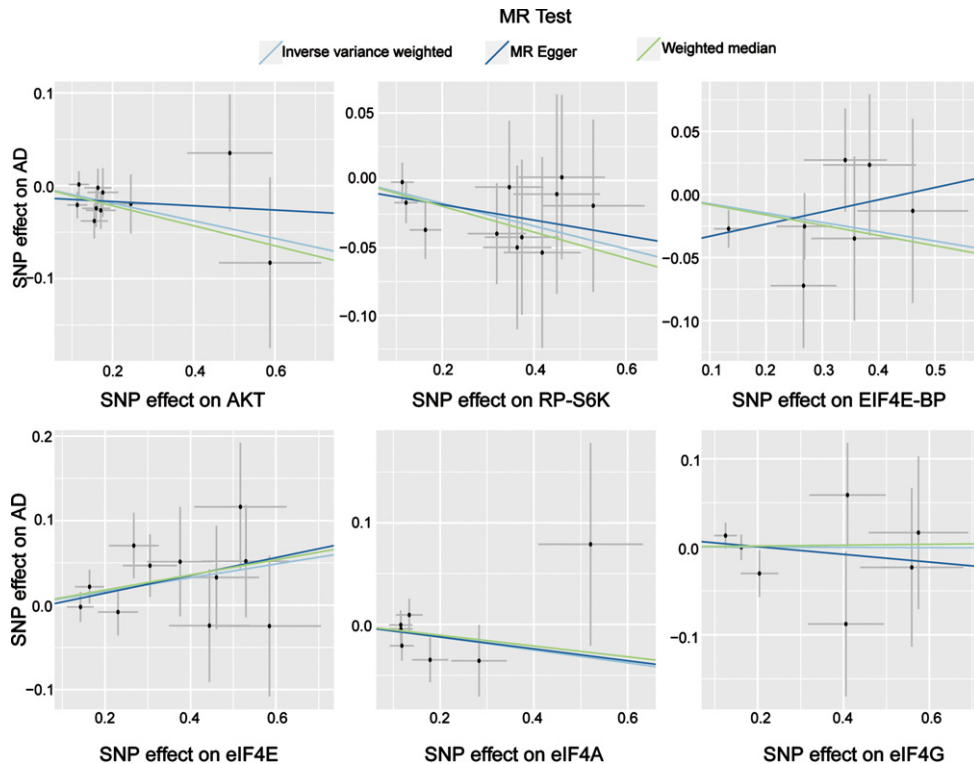 MR Test
Inverse variance weighted MR Egger Weighted median
SNP effect on AD
0.1
0.0
−0.1
0.2 0.4 0.6
SNP effect on AKT
0.05
0.00
−0.05
−0.10
0.2 0.4 0.6
SNP effect on RP-S6K
0.05
0.00
−0.05
−0.10
0.1 0.2 0.3 0.4 0.5
SNP effect on EIF4E-BP
SNP effect on AD
0.2
0.1
0.0
−0.1
0.2 0.4 0.6
SNP effect on eIF4E
0.1
0.0
0.2 0.4 0.6
SNP effect on eIF4A
0.1
0.0
−0.1
0.2 0.4 0.6
SNP effect on eIF4G